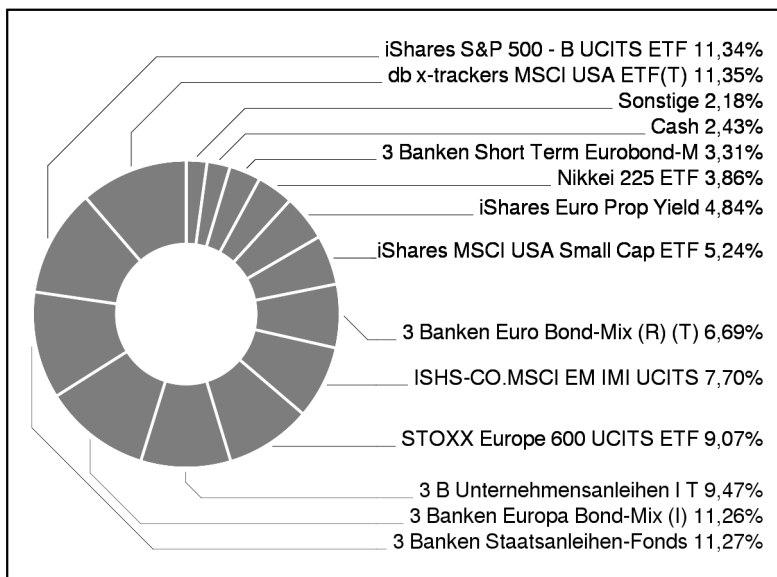 iShares S&P 500 - B UCITS ETF 11,34%
db x-trackers MSCI USA ETF(T) 11,35%
Sonstige 2,18%
Cash 2,43%
3 Banken Short Term Eurobond-M 3,31%
Nikkei 225 ETF 3,86%
iShares Euro Prop Yield 4,84%
iShares MSCI USA Small Cap ETF 5,24%
3 Banken Euro Bond-Mix (R) (T) 6,69%
ISHS-CO.MSCI EM IMI UCITS 7,70%
STOXX Europe 600 UCITS ETF 9,07%
3 B Unternehmensanleihen I T 9,47%
3 Banken Europa Bond-Mix (I) 11,26%
3 Banken Staatsanleihen-Fonds 11,27%